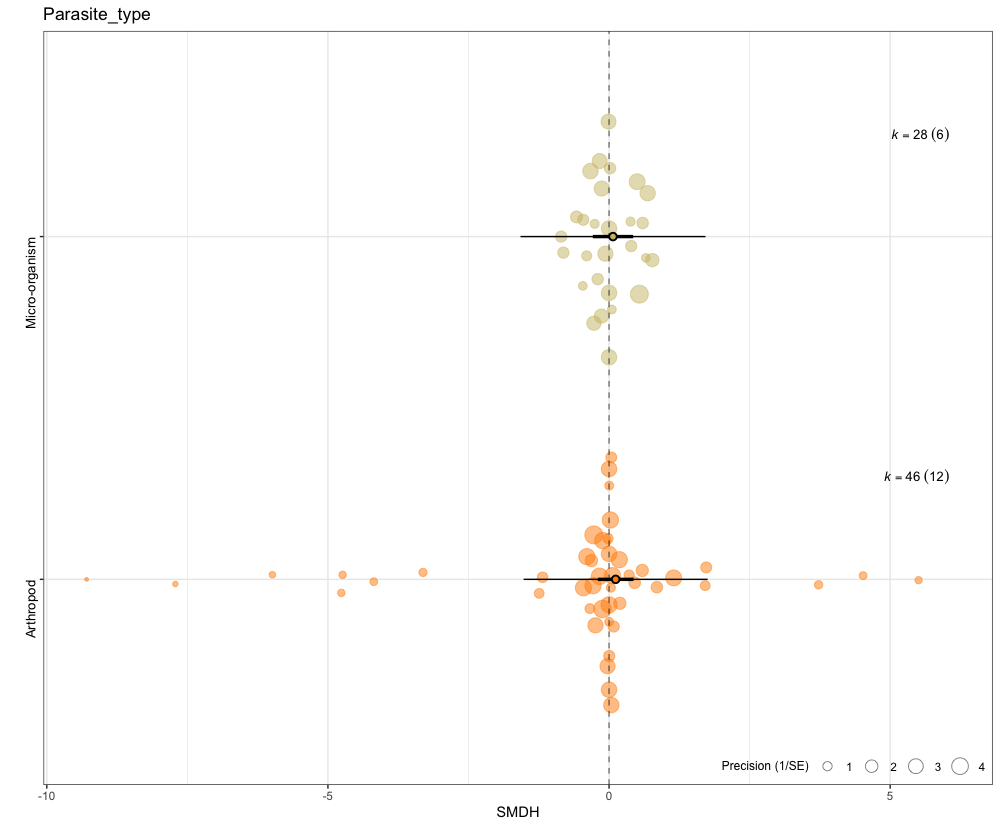 Parasite_type
k = 28 (6)
Micro-organism
k = 46 (12)
Arthropod
Precision (1/SE) 1 2 3 4
-10 -5 0 5
SMDH